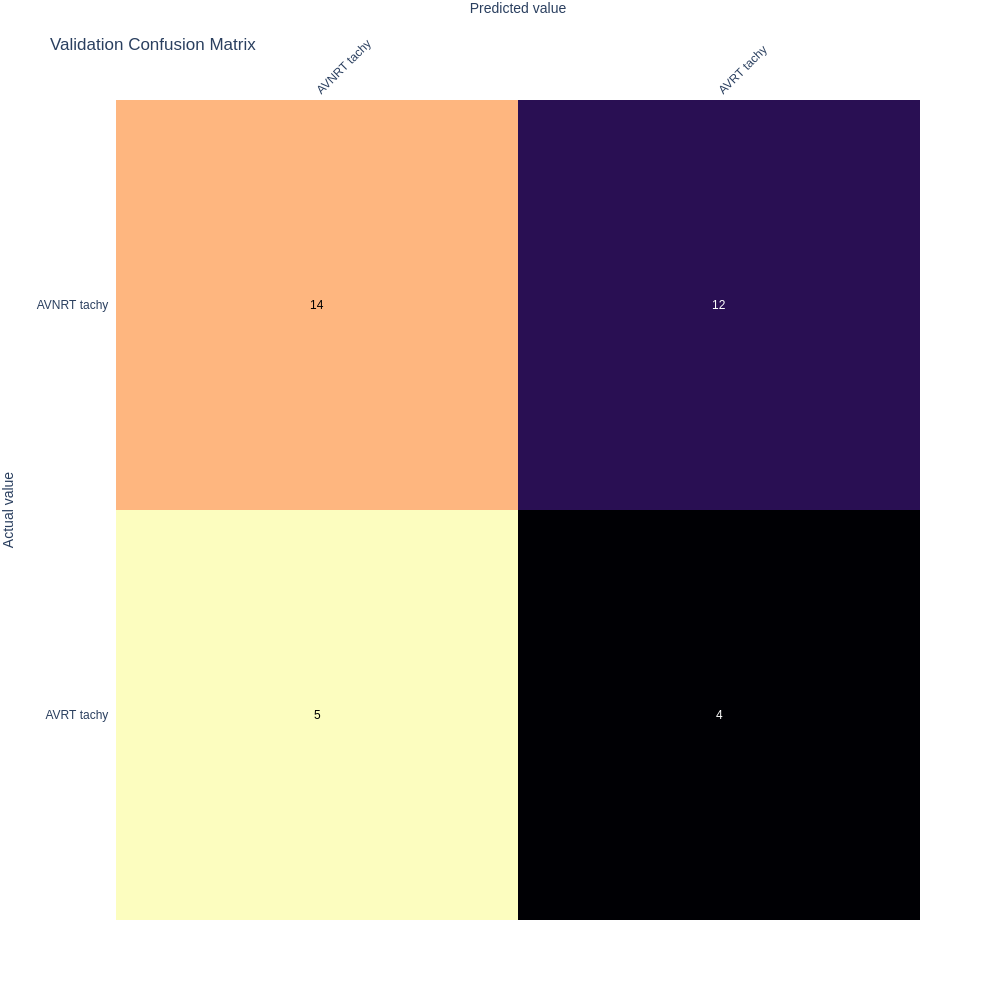 Predicted value
Validation Confusion Matrix
AVNRT tachy
AVRT tachy
AVNRT tachy
14
12
Actual value
AVRT tachy
5
4